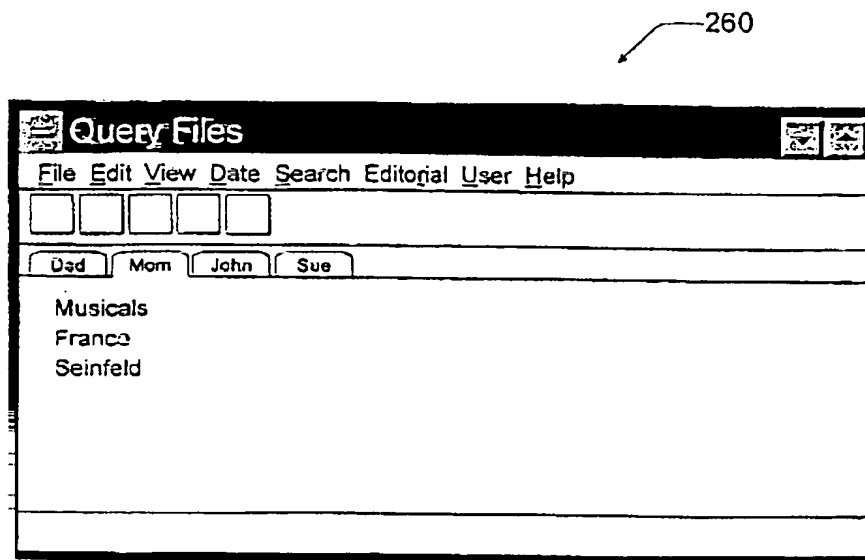 260
Query Files
File Edit View Date Search Editorial User Help
Dad Mom John Sue
Musicals
France
Seinfeld